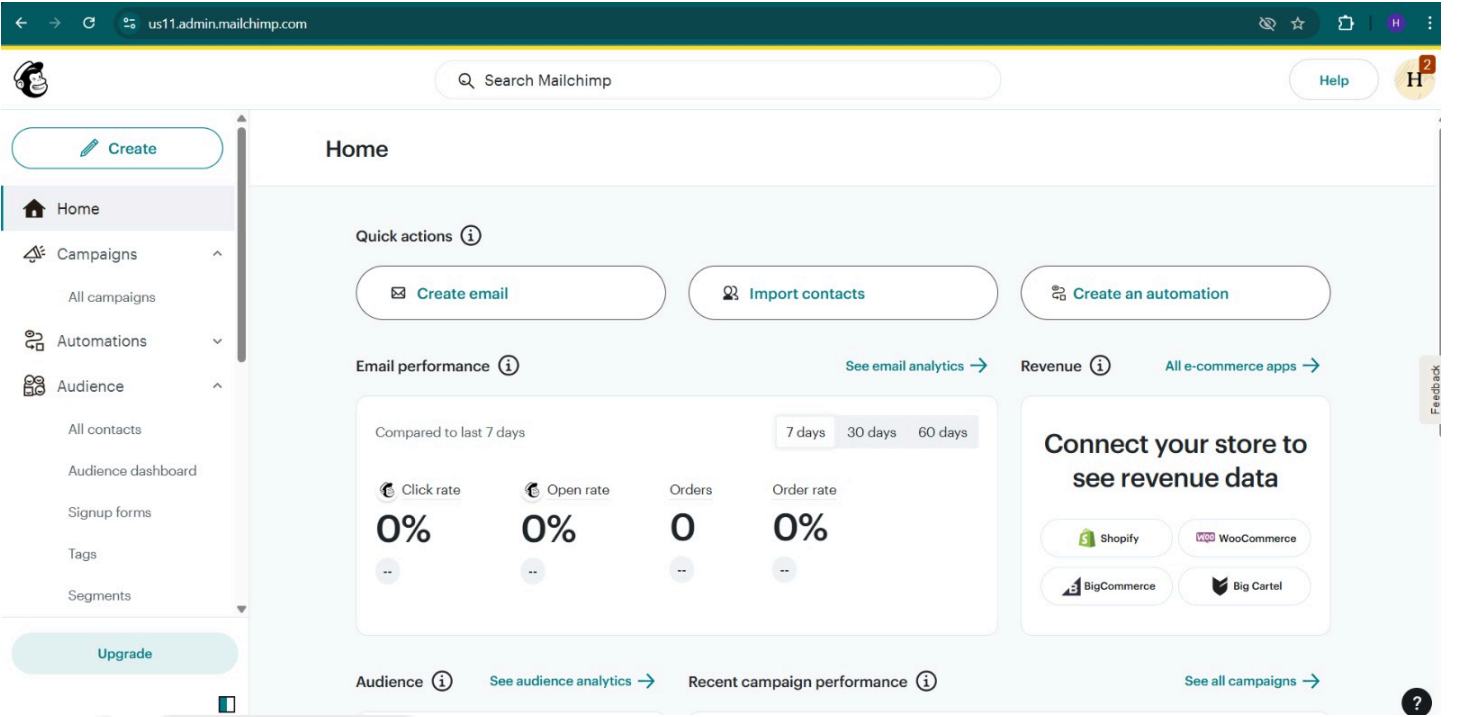 us11.admin.mailchimp.com
H
Search Mailchimp
Help
H
2
Create
Home
Home
Campaigns
All campaigns
Automations
Audience
All contacts
Audience dashboard
Signup forms
Tags
Segments
Upgrade
Quick actions
Create email
Import contacts
Create an automation
Email performance
See email analytics →
Revenue
All e-commerce apps →
Compared to last 7 days
7 days 30 days 60 days
Click rate Open rate Orders Order rate
0% 0% 0 0%
-- -- -- --
Connect your store to
see revenue data
Shopify WOO WooCommerce
BigCommerce Big Cartel
Feedback
Audience
See audience analytics →
Recent campaign performance
See all campaigns →
?